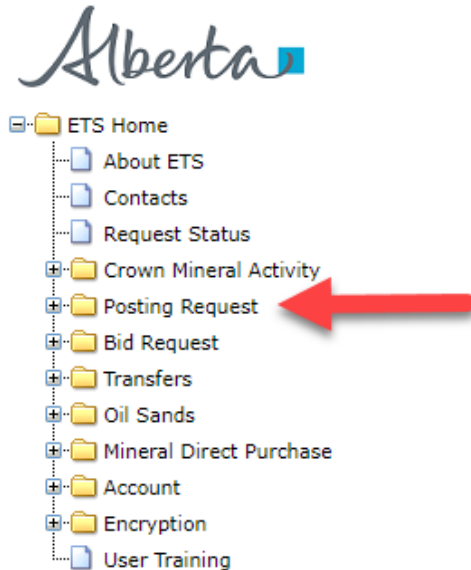 Alberta
ETS Home
About ETS
Contacts
Request Status
Crown Mineral Activity
Posting Request
Bid Request
Transfers
Oil Sands
Mineral Direct Purchase
Account
Encryption
User Training